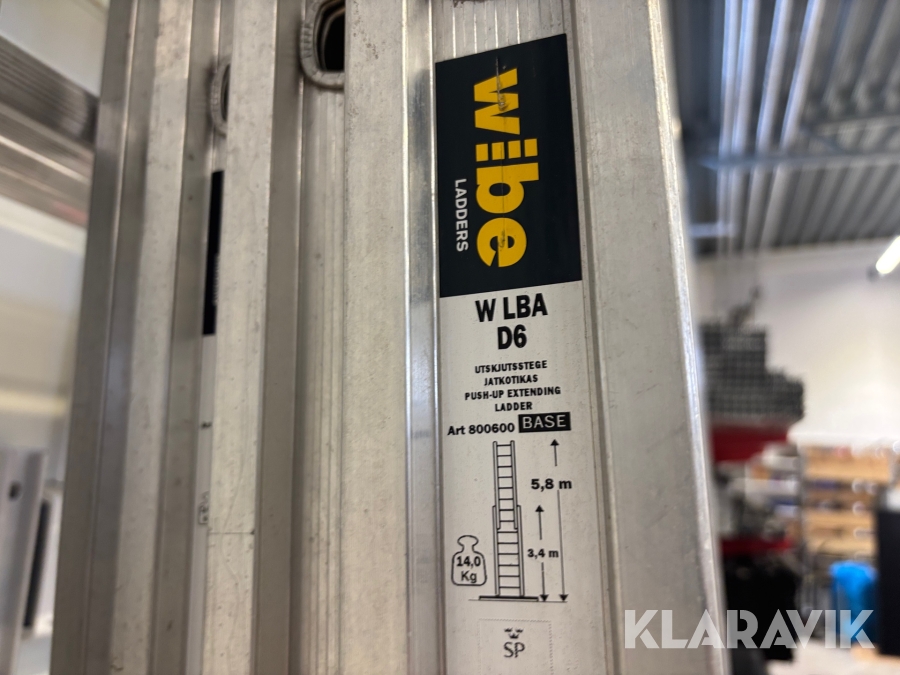 wibe
LADDERS
W LBA
D6
UTSKJUTSSTEGE
JATKOTIKAS
PUSH-UP EXTENDING
LADDER
Art 800600 BASE
5,8 m
3,4 m
14,0
Kg
SP
KLARAVIK